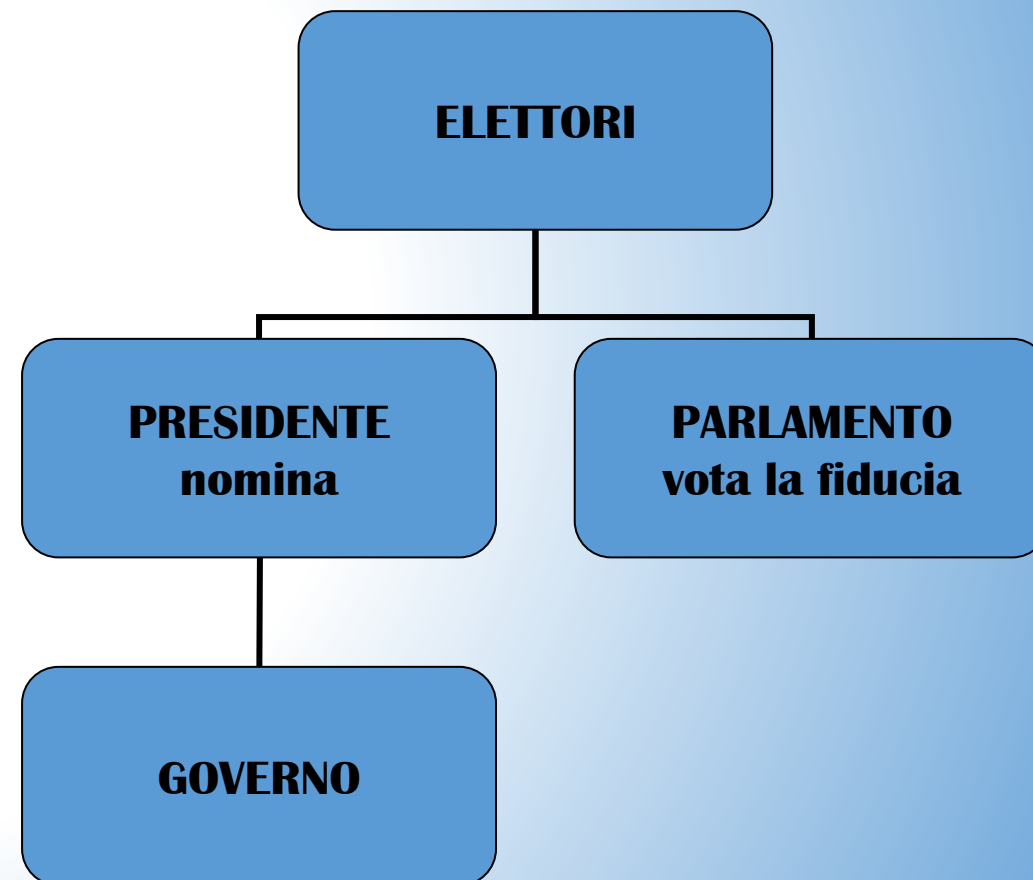 ELETTORI
PRESIDENTE
nomina
PARLAMENTO
vota la fiducia
GOVERNO